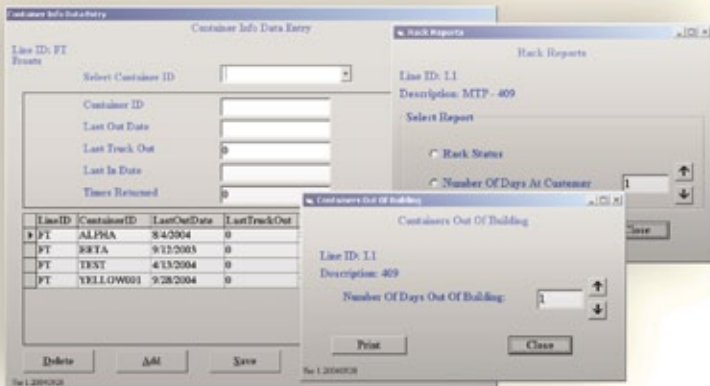 Container Info Data Entry
Container Info Data Entry
Line ID: FT
Fronts
Select Container ID
Container ID
Last Out Date
Last Truck Out
0
Last In Date
Times Returned
0
LineID ContainerID LastOutDate LastTruckOut
FT ALPHA 8/4/2004 0
FT BETA 9/12/2003 0
FT TEST 4/13/2004 0
FT YELLOW001 9/28/2004 0
Delete Add Save
Rack Reports
Rack Reports
Line ID: L1
Description: MTP - 409
Select Report
Rack Status
Number Of Days At Customer
1
Close
Containers Out Of Building
Containers Out Of Building
Line ID: L1
Description: 409
Number Of Days Out Of Building:
1
Print Close